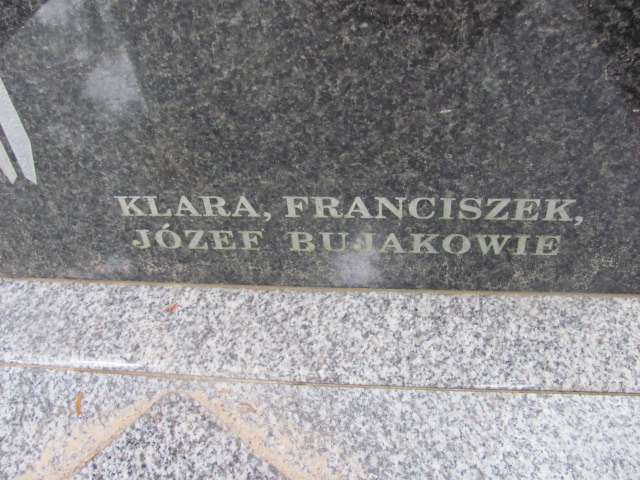 KLARA, FRANCISZEK,
JÓZEF BUJAKOWIE